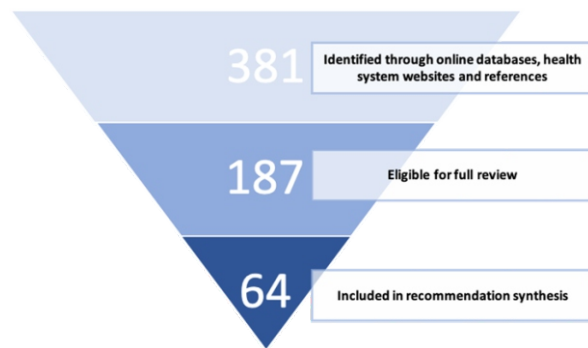 381
Identified through online databases, health
system websites and references
187
Eligible for full review
64
Included in recommendation synthesis